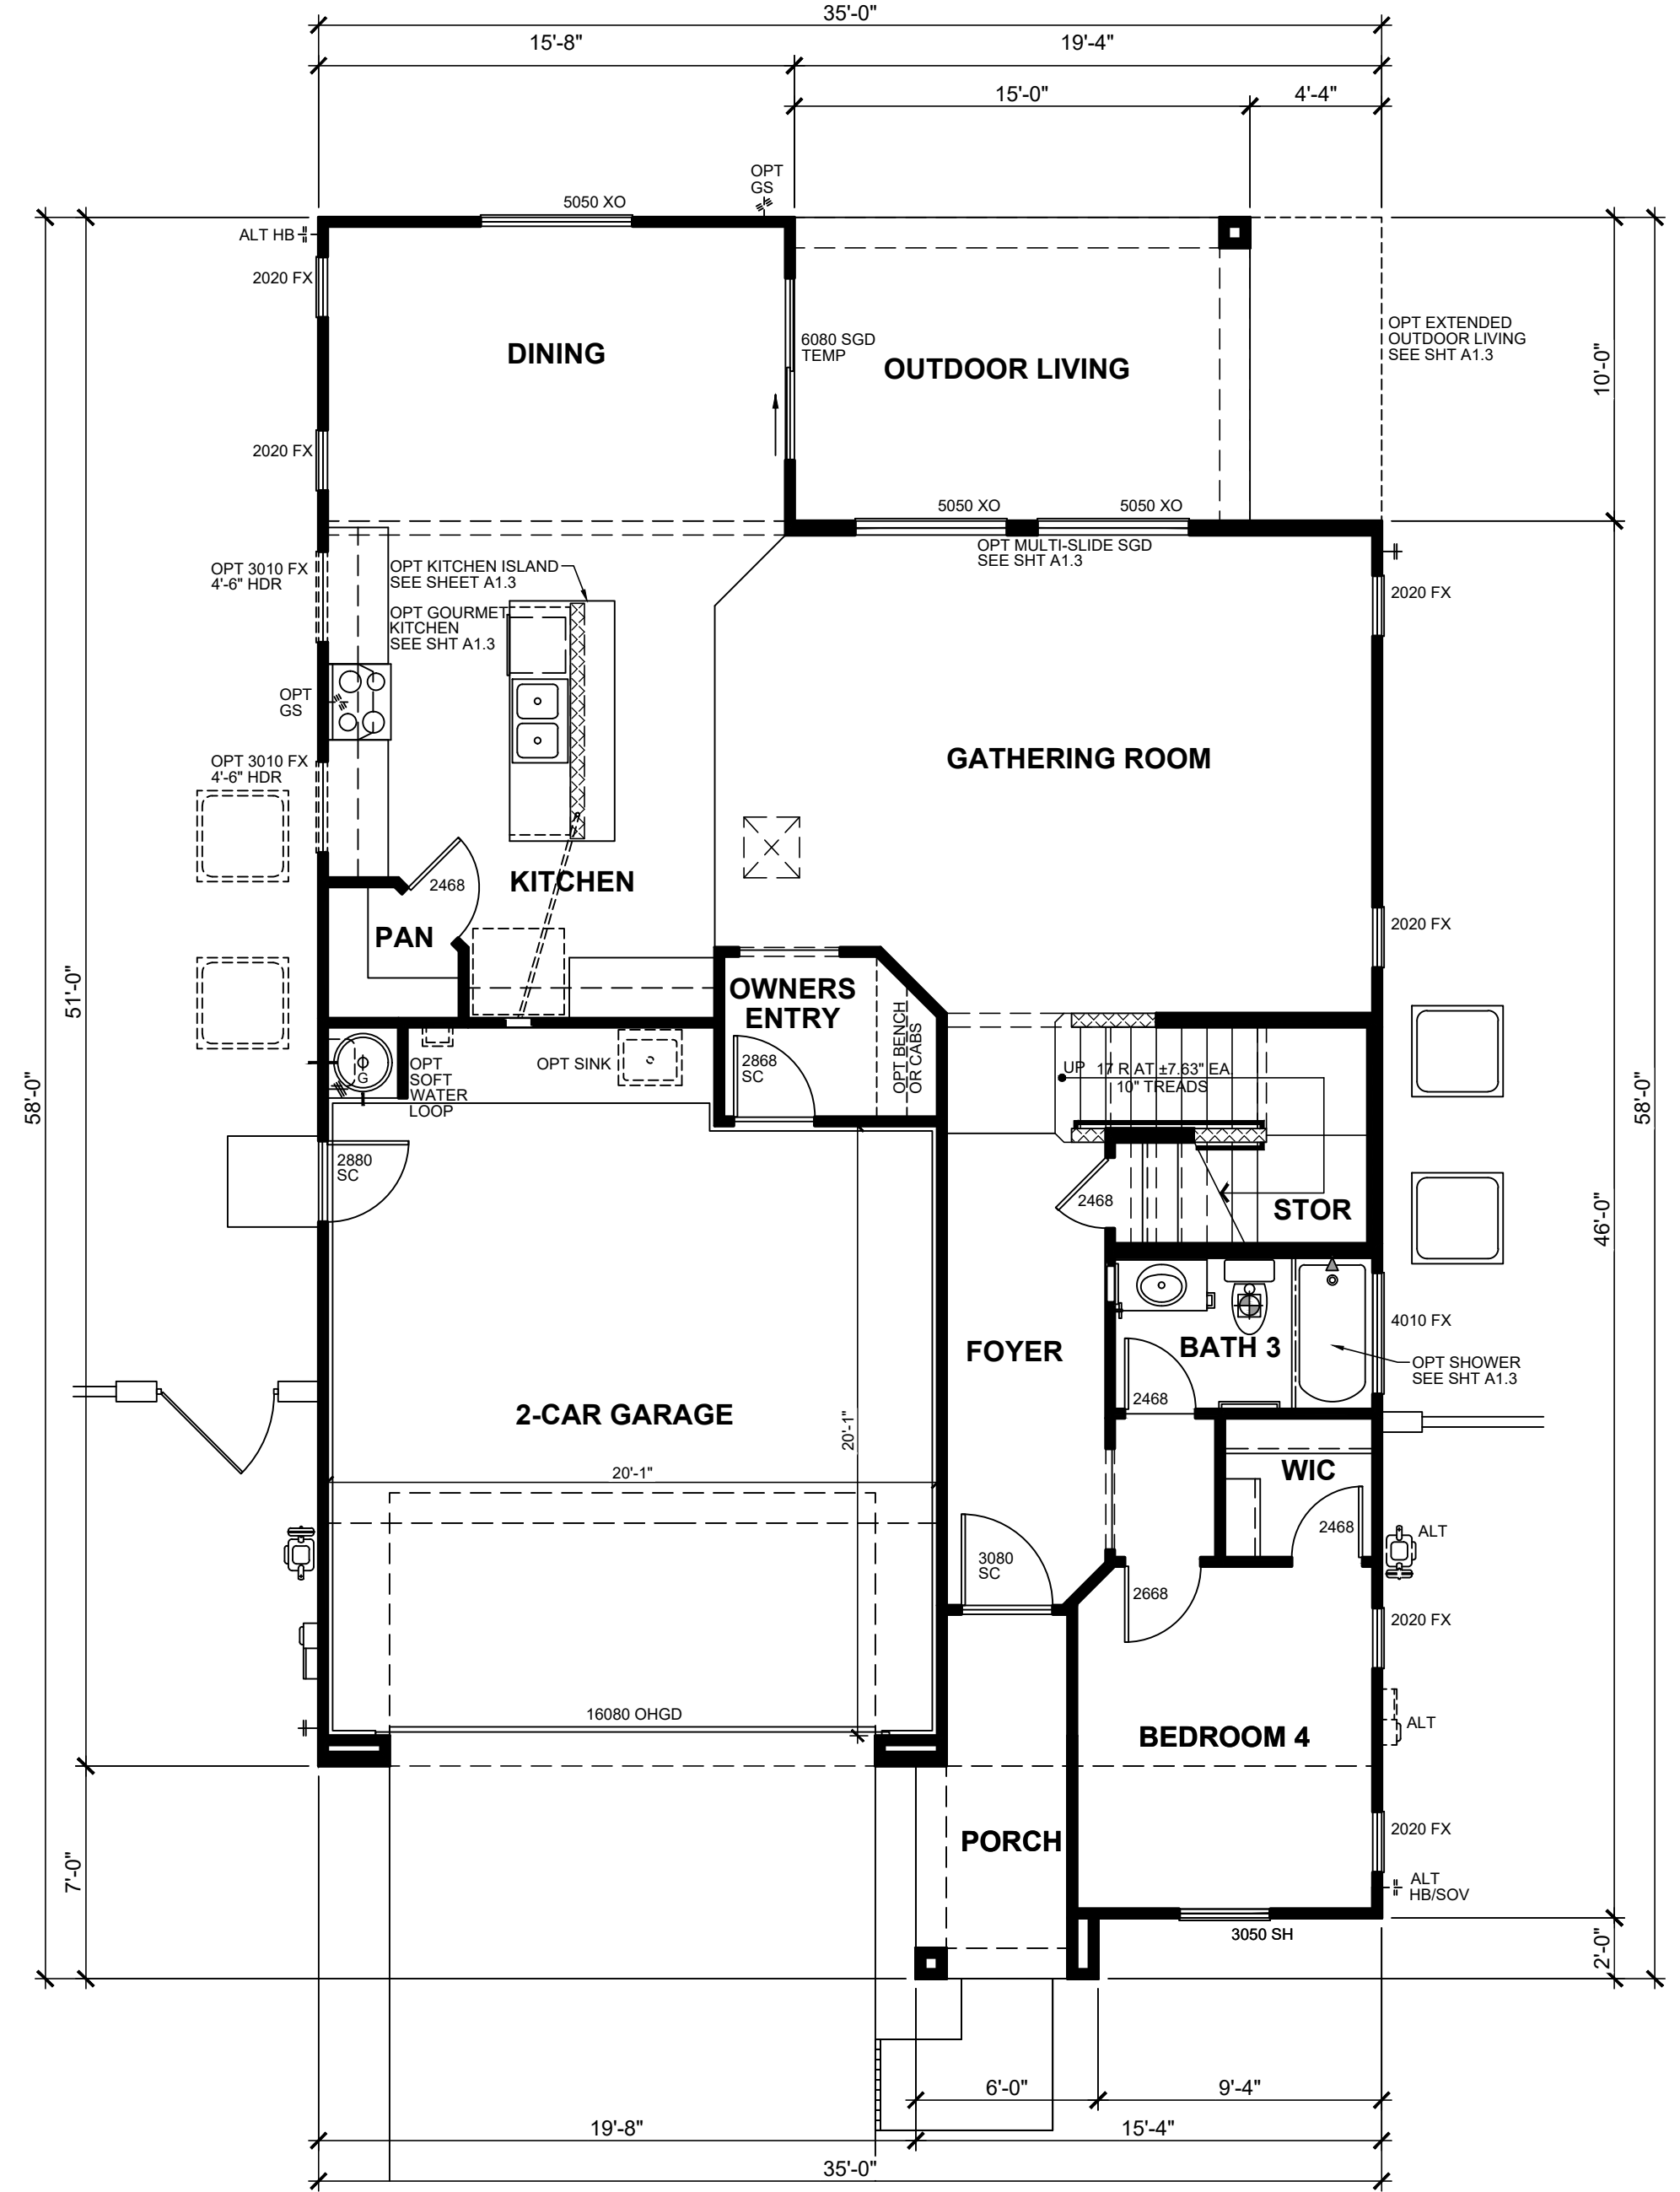 35'-0"
15'-8"
19'-4"
15'-0"
4'-4"
OPT
GS
5050 XO
ALT HB
2020 FX
DINING
6080 SGD
TEMP
OUTDOOR LIVING
OPT EXTENDED
OUTDOOR LIVING
SEE SHT A1.3
10'-0"
2020 FX
5050 XO
5050 XO
OPT MULTI-SLIDE SGD
SEE SHT A1.3
OPT 3010 FX
4'-6" HDR
OPT KITCHEN ISLAND
SEE SHEET A1.3
OPT GOURMET
KITCHEN
SEE SHT A1.3
2020 FX
OPT
GS
OPT 3010 FX
4'-6" HDR
GATHERING ROOM
2468
KITCHEN
PAN
2020 FX
51'-0"
58'-0"
OWNERS
ENTRY
OPT BENCH
OR CABS
2868
SC
OPT SINK
OPT
SOFT
WATER
LOOP
G
UP
17 R AT ±7.63" EA.
10" TREADS
58'-0"
46'-0"
2880
SC
2468
STOR
4010 FX
FOYER
BATH 3
OPT SHOWER
SEE SHT A1.3
2468
2-CAR GARAGE
20'-1"
20'-1"
WIC
2468
ALT
3080
SC
2668
2020 FX
16080 OHGD
BEDROOM 4
ALT
PORCH
2020 FX
7'-0"
ALT
HB/SOV
3050 SH
2'-0"
6'-0"
9'-4"
19'-8"
15'-4"
35'-0"